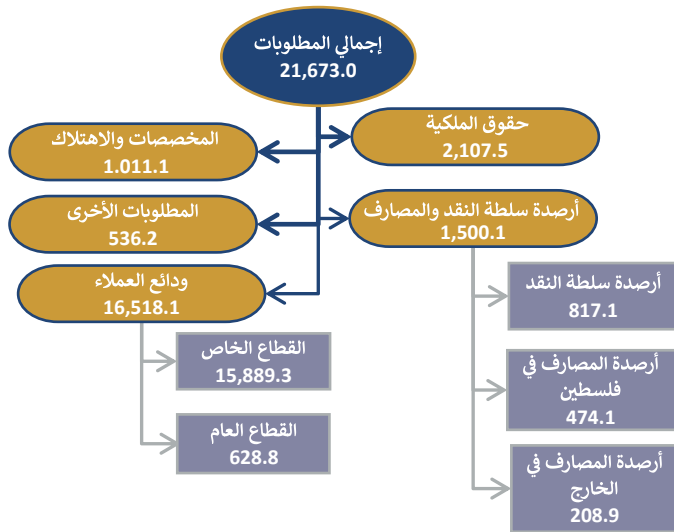 إجمالي المطلوبات
21,673.0
حقوق الملكية
2,107.5
المخصصات والاهتلاك
1.011.1
أرصدة سلطة النقد والمصارف
1,500.1
المطلوبات الأخرى
536.2
ودائع العملاء
16,518.1
أرصدة سلطة النقد
817.1
أرصدة المصارف في
فلسطين
474.1
أرصدة المصارف في
الخارج
208.9
القطاع الخاص
15,889.3
القطاع العام
628.8